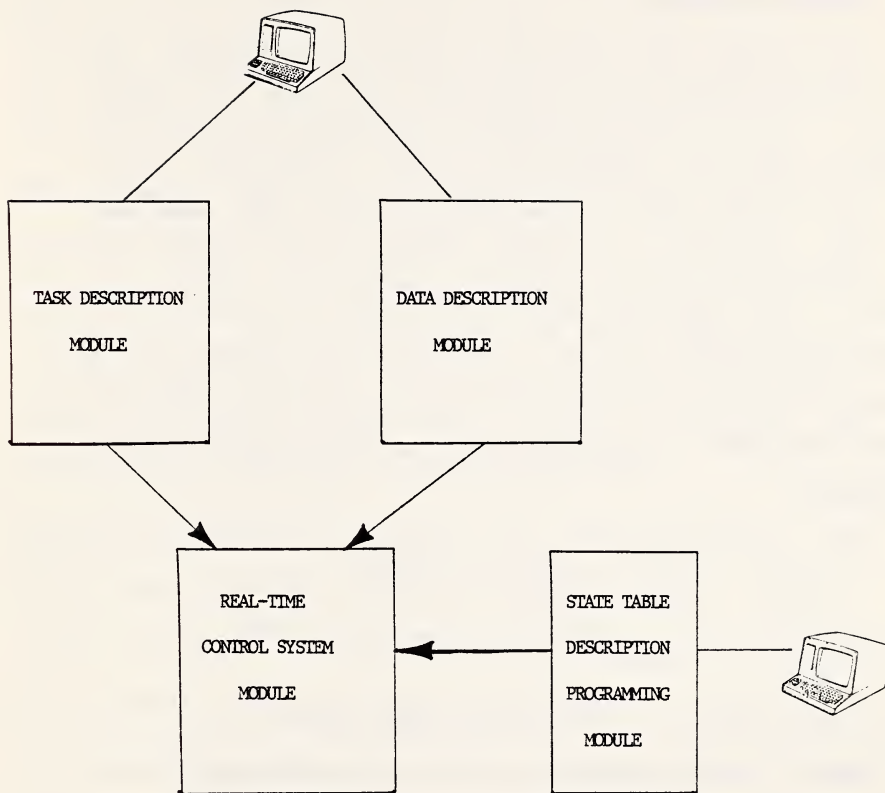 TASK DESCRIPTION
MODULE
DATA DESCRIPTION
MODULE
REAL-TIME
CONTROL SYSTEM
MODULE
STATE TABLE
DESCRIPTION
PROGRAMMING
MODULE